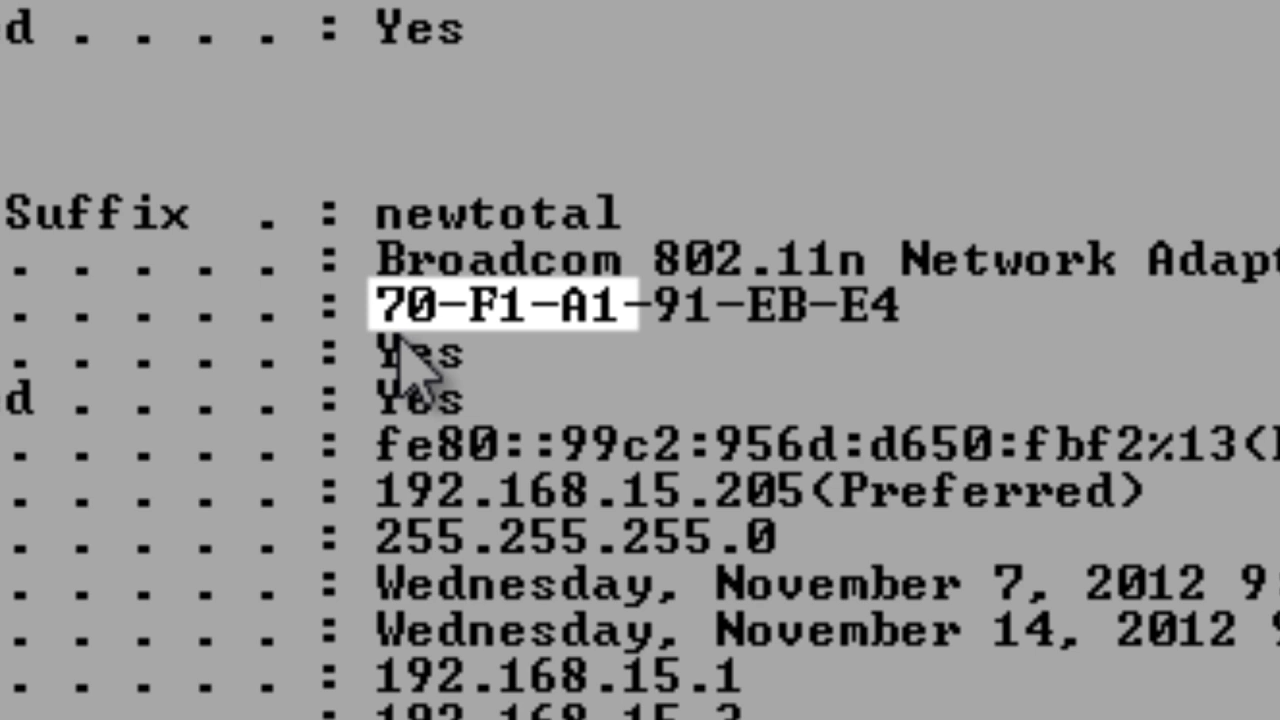 d . . . . : Yes
Suffix . : newtotal
. . . . . : Broadcom 802.11n Network Adapt
. . . . . : 70-F1-A1-91-EB-E4
. . . . . : Yes
d . . . . : Yes
. . . . . : fe80::99c2:956d:d650:fbf2%13(
. . . . . : 192.168.15.205(Preferred)
. . . . . : 255.255.255.0
. . . . . : Wednesday, November 7, 2012 9
. . . . . : Wednesday, November 14, 2012 9
. . . . . : 192.168.15.1